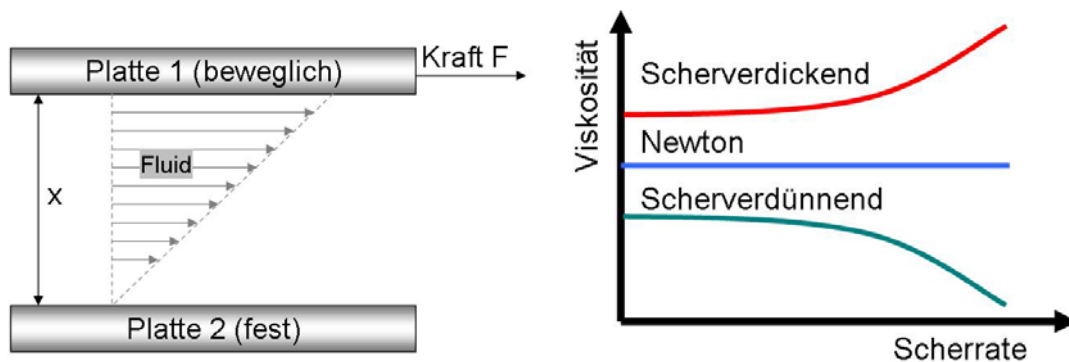 Platte 1 (beweglich)
Kraft F
Fluid
X
Platte 2 (fest)
Viskosität
Scherverdickend
Newton
Scherverdünnend
Scherrate